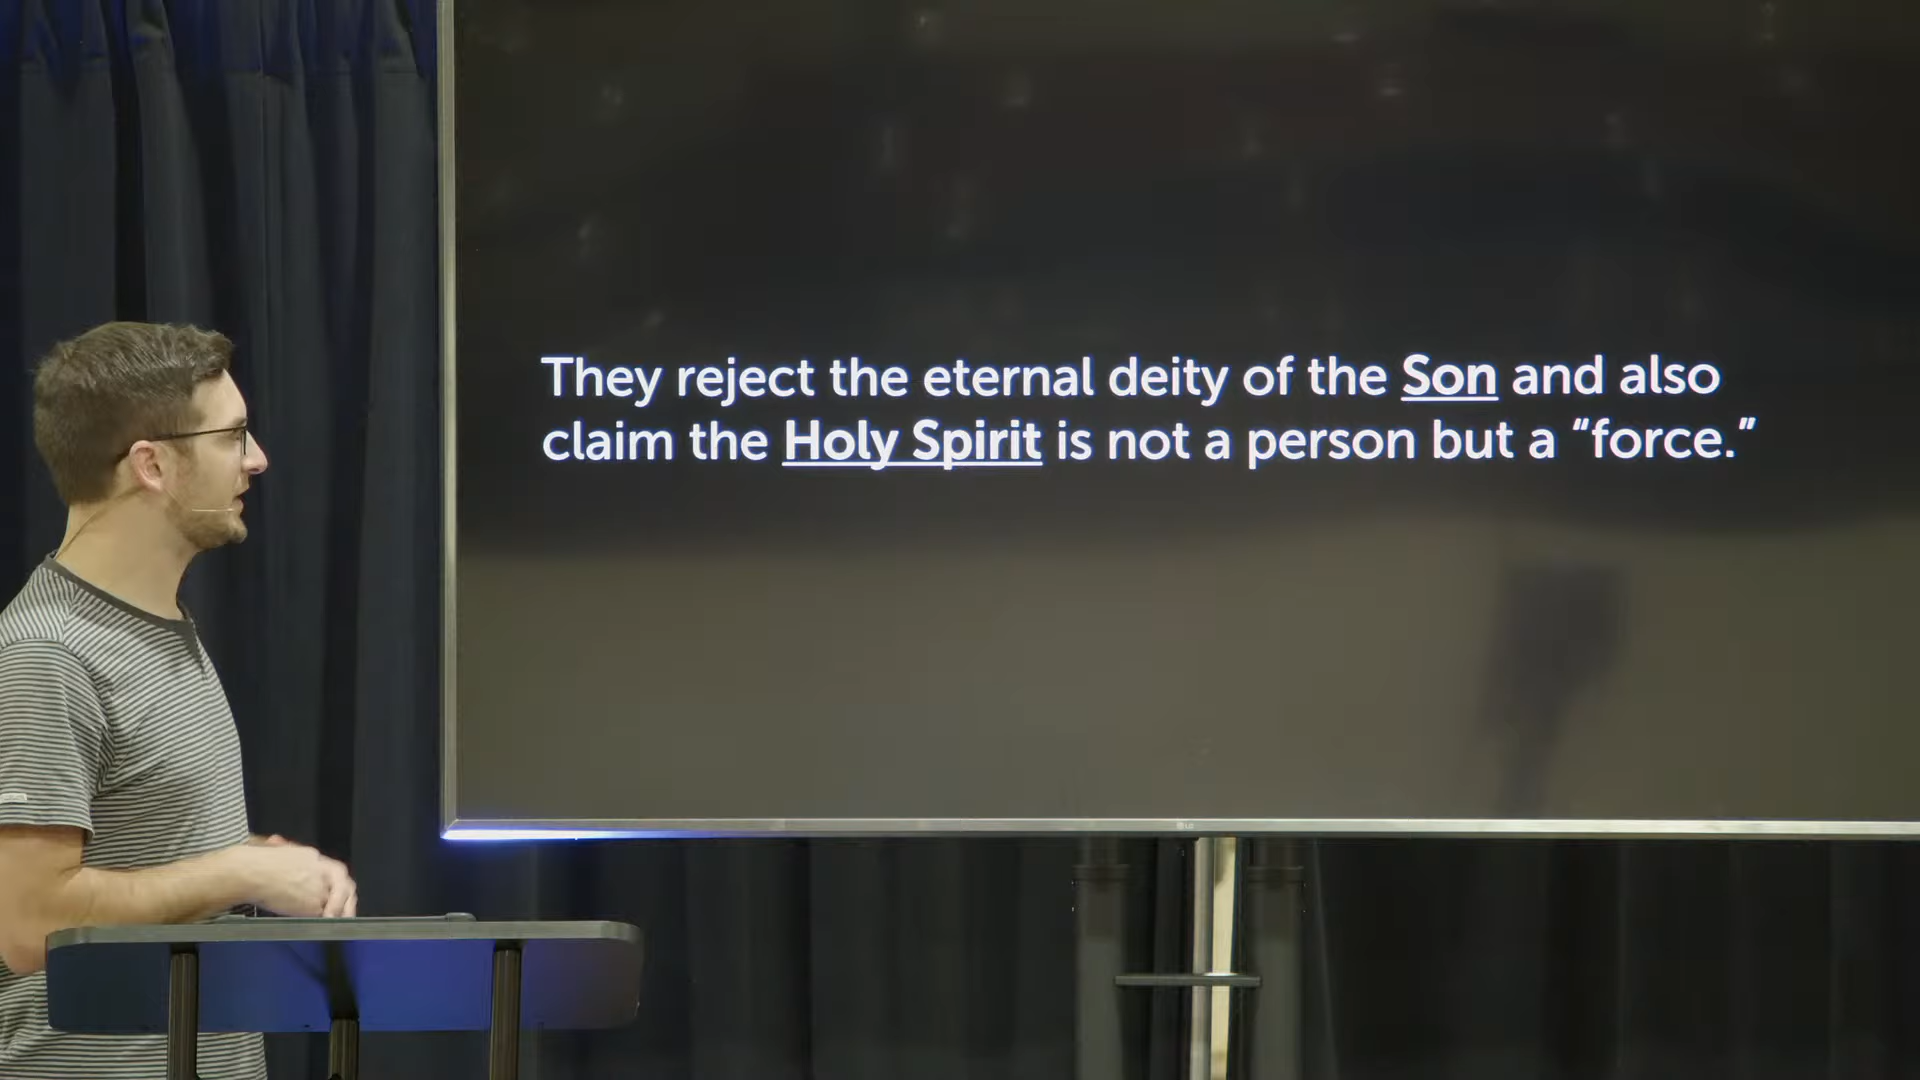 They reject the eternal deity of the Son and also
claim the Holy Spirit is not a person but a “force.”
LG